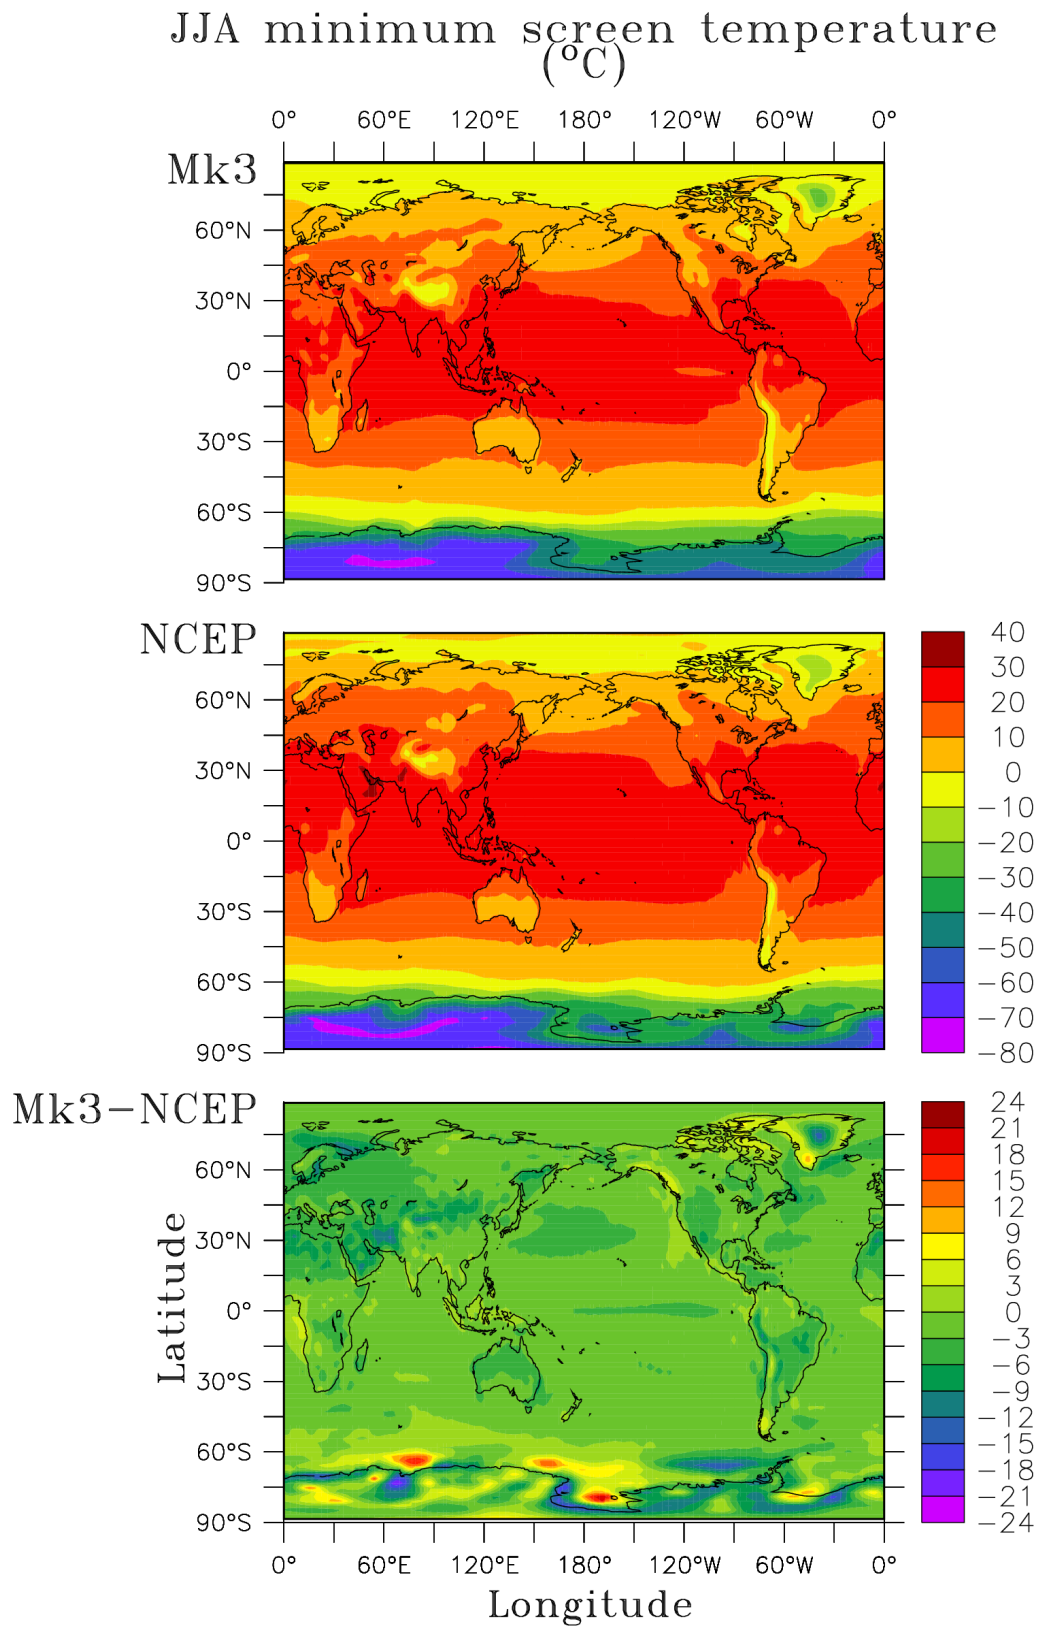 JJA minimum screen temperature
(°C)
0° 60°E 120°E 180° 120°W 60°W 0°
Mk3
60°N
30°N
0°
30°S
60°S
90°S
NCEP
60°N
30°N
0°
30°S
60°S
90°S
40
30
20
10
0
−10
−20
−30
−40
−50
−60
−70
−80
Mk3−NCEP
60°N
30°N
0°
30°S
60°S
90°S
Latitude
24
21
18
15
12
9
6
3
0
−3
−6
−9
−12
−15
−18
−21
−24
0° 60°E 120°E 180° 120°W 60°W 0°
Longitude